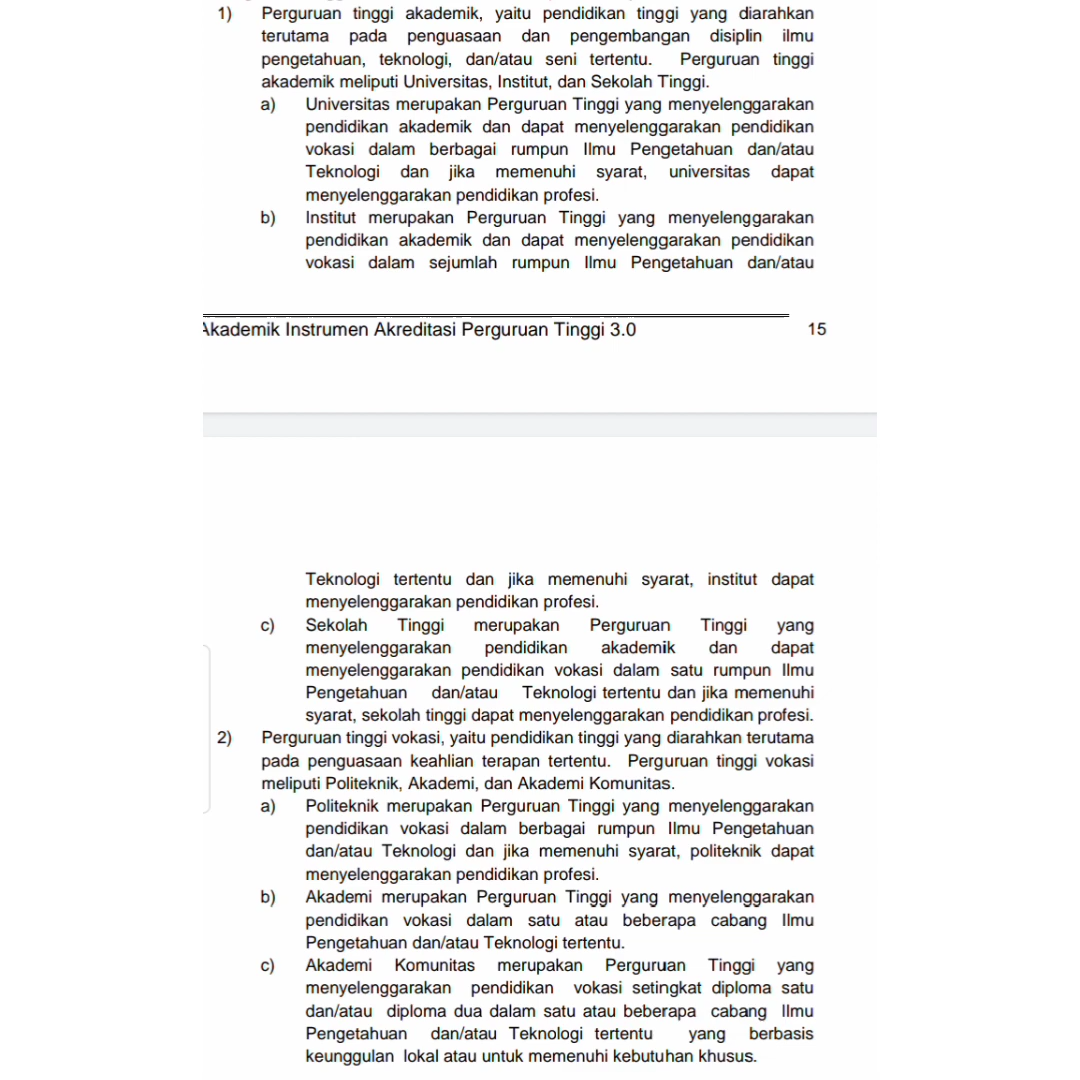 1) Perguruan tinggi akademik, yaitu pendidikan tinggi yang diarahkan
terutama pada penguasaan dan pengembangan disiplin ilmu
pengetahuan, teknologi, dan/atau seni tertentu. Perguruan tinggi
akademik meliputi Universitas, Institut, dan Sekolah Tinggi.
a) Universitas merupakan Perguruan Tinggi yang menyelenggarakan
pendidikan akademik dan dapat menyelenggarakan pendidikan
vokasi dalam berbagai rumpun Ilmu Pengetahuan dan/atau
Teknologi dan jika memenuhi syarat, universitas dapat
menyelenggarakan pendidikan profesi.
b) Institut merupakan Perguruan Tinggi yang menyelenggarakan
pendidikan akademik dan dapat menyelenggarakan pendidikan
vokasi dalam sejumlah rumpun Ilmu Pengetahuan dan/atau
Akademik Instrumen Akreditasi Perguruan Tinggi 3.0 15
Teknologi tertentu dan jika memenuhi syarat, institut dapat
menyelenggarakan pendidikan profesi.
c) Sekolah Tinggi merupakan Perguruan Tinggi yang
menyelenggarakan pendidikan akademik dan dapat
menyelenggarakan pendidikan vokasi dalam satu rumpun Ilmu
Pengetahuan dan/atau Teknologi tertentu dan jika memenuhi
syarat, sekolah tinggi dapat menyelenggarakan pendidikan profesi.
2) Perguruan tinggi vokasi, yaitu pendidikan tinggi yang diarahkan terutama
pada penguasaan keahlian terapan tertentu. Perguruan tinggi vokasi
meliputi Politeknik, Akademi, dan Akademi Komunitas.
a) Politeknik merupakan Perguruan Tinggi yang menyelenggarakan
pendidikan vokasi dalam berbagai rumpun Ilmu Pengetahuan
dan/atau Teknologi dan jika memenuhi syarat, politeknik dapat
menyelenggarakan pendidikan profesi.
b) Akademi merupakan Perguruan Tinggi yang menyelenggarakan
pendidikan vokasi dalam satu atau beberapa cabang Ilmu
Pengetahuan dan/atau Teknologi tertentu.
c) Akademi Komunitas merupakan Perguruan Tinggi yang
menyelenggarakan pendidikan vokasi setingkat diploma satu
dan/atau diploma dua dalam satu atau beberapa cabang Ilmu
Pengetahuan dan/atau Teknologi tertentu yang berbasis
keunggulan lokal atau untuk memenuhi kebutuhan khusus.